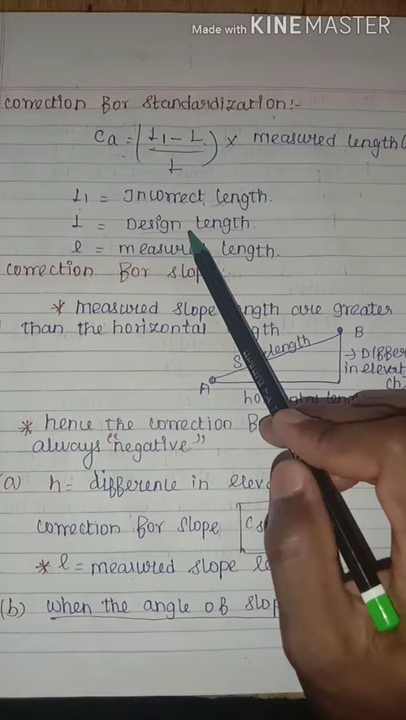 Made with KINEMASTER
correction for standardization:-
Ca = (L1 - L / L) × measured length(
L1 = Incorrect length.
L = Design length.
l = measured length.
correction for slope :-
* measured slope length are greater
than the horizontal length
B
length
→ Differ
in elevat
A
* hence the correction
always "negative"
(a) h = difference in elev
correction for slope
* l = measured slope
(b) when the angle of slop